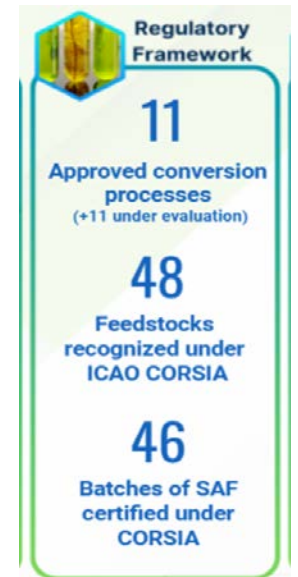 Regulatory
Framework
11
Approved conversion
processes
(+11 under evaluation)
48
Feedstocks
recognized under
ICAO CORSIA
46
Batches of SAF
certified under
CORSIA